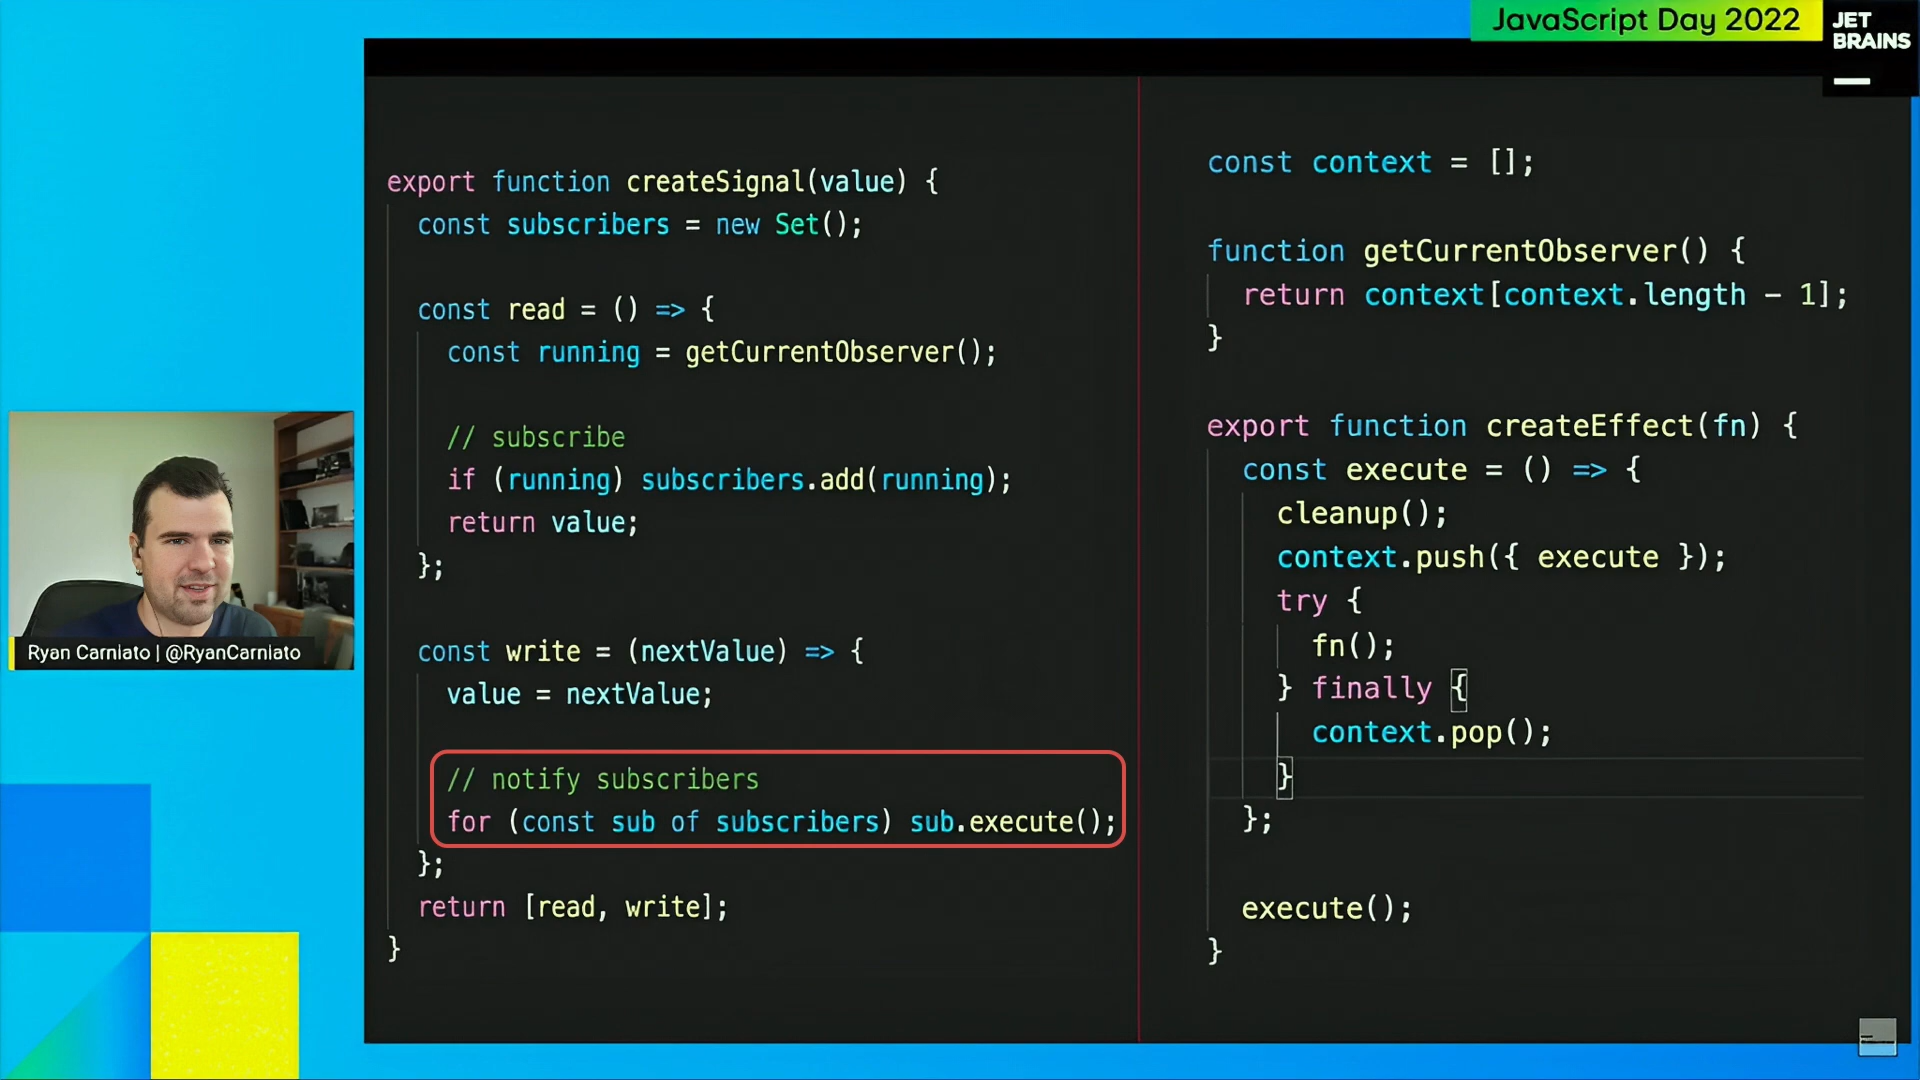 JavaScript Day 2022
JET
BRAINS
export function createSignal(value) {
const subscribers = new Set();
const read = () => {
const running = getCurrentObserver();
// subscribe
if (running) subscribers.add(running);
return value;
};
const write = (nextValue) => {
value = nextValue;
// notify subscribers
for (const sub of subscribers) sub.execute();
};
return [read, write];
}
const context = [];
function getCurrentObserver() {
return context[context.length - 1];
}
export function createEffect(fn) {
const execute = () => {
cleanup();
context.push({ execute });
try {
fn();
} finally {
context.pop();
}
};
execute();
}
Ryan Carniato | @RyanCarniato